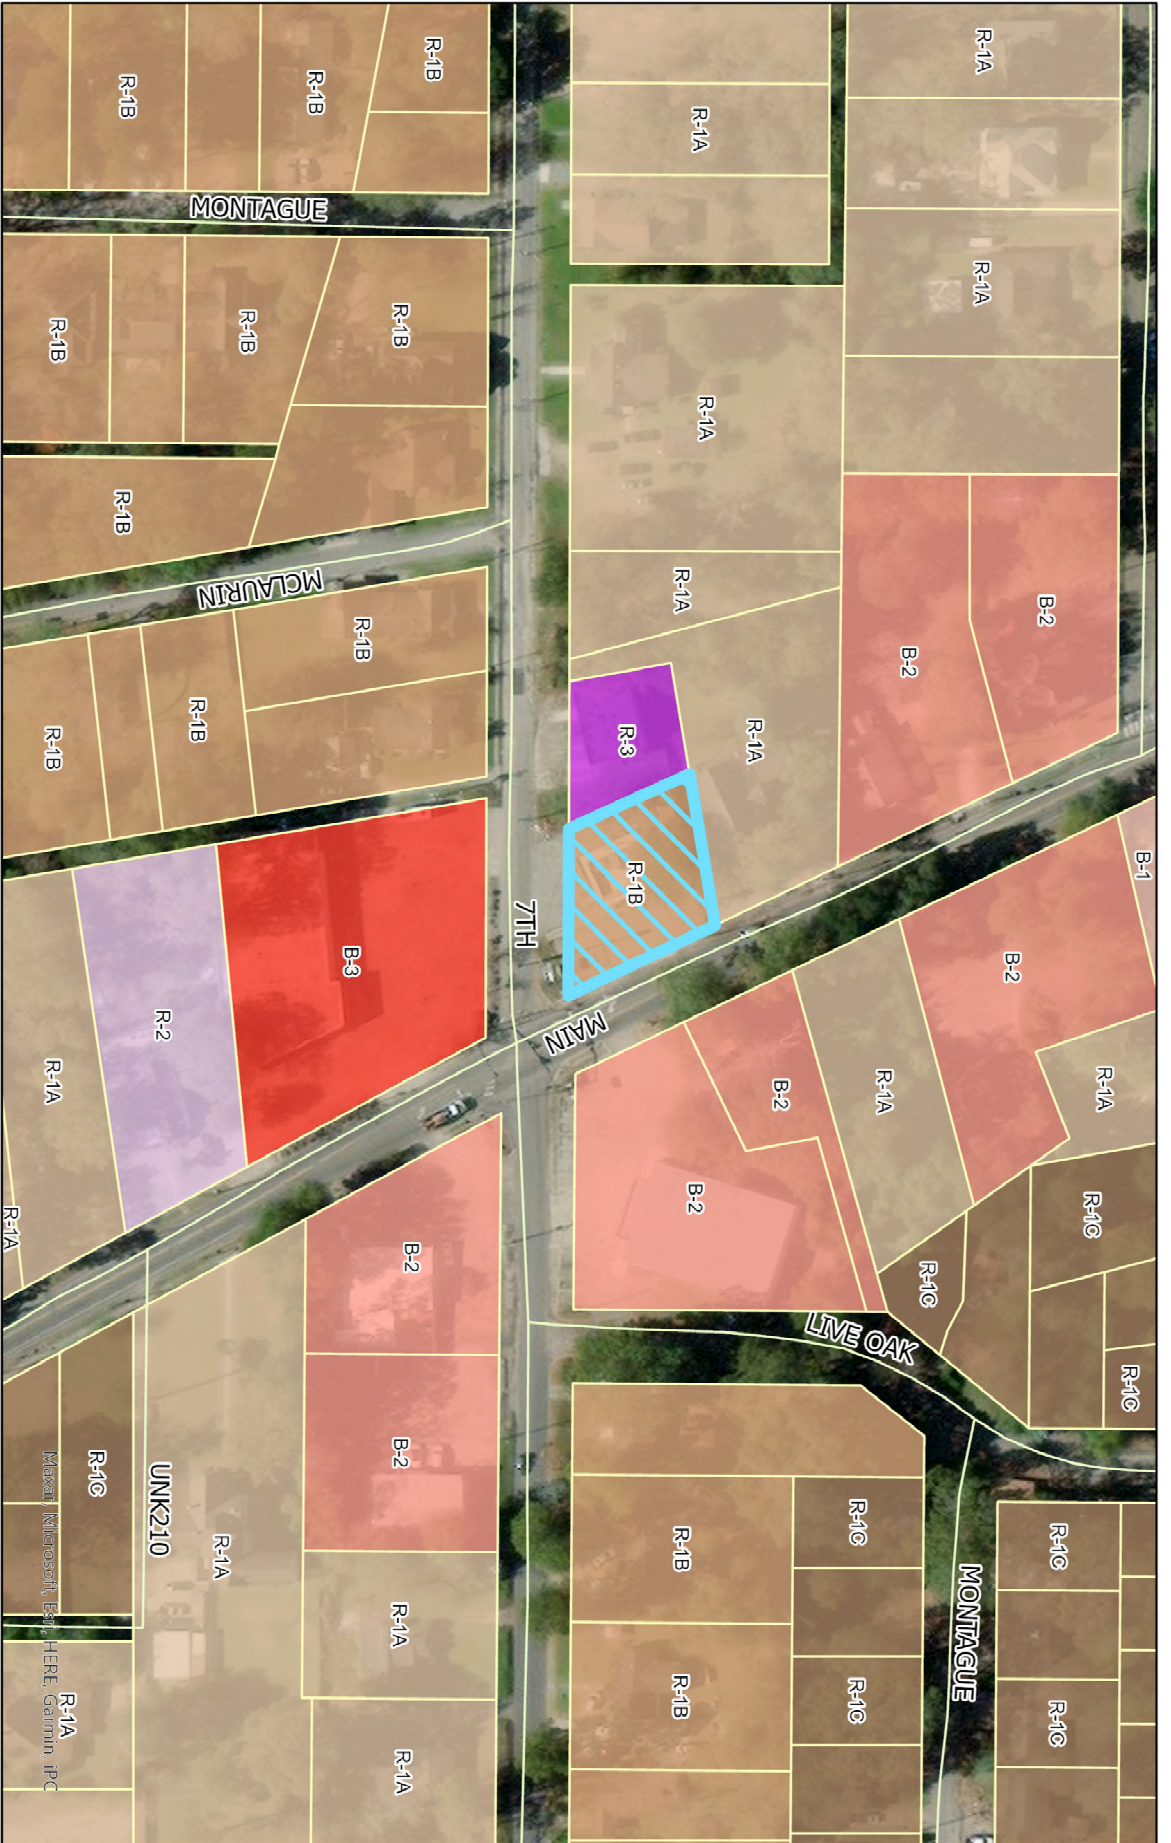 R-1A
R-1A
R-1A
R-1A
R-1A
R-1A
B-2
B-2
B-1
B-2
R-1A
R-1A
R-1C
R-1C
R-1C
B-2
B-2
R-3
R-1B
MAIN
7TH
LIVE OAK
MONTAGUE
R-1C
R-1C
R-1C
R-1C
R-1B
R-1B
R-1B
R-1B
R-1B
MONTAGUE
R-1B
R-1B
R-1B
R-1B
MCLAURIN
R-1B
R-1B
R-1B
B-3
R-2
R-1A
R-1A
B-2
B-2
R-1A
R-1A
R-1A
UNK210
R-1C
R-1A
Maxar, Microsoft, Esri, HERE, Garmin, iPC